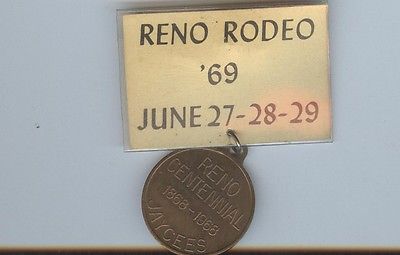 RENO RODEO
'69
JUNE 27-28-29
RENO
CENTENNIAL
1868-1968
JAYCEES